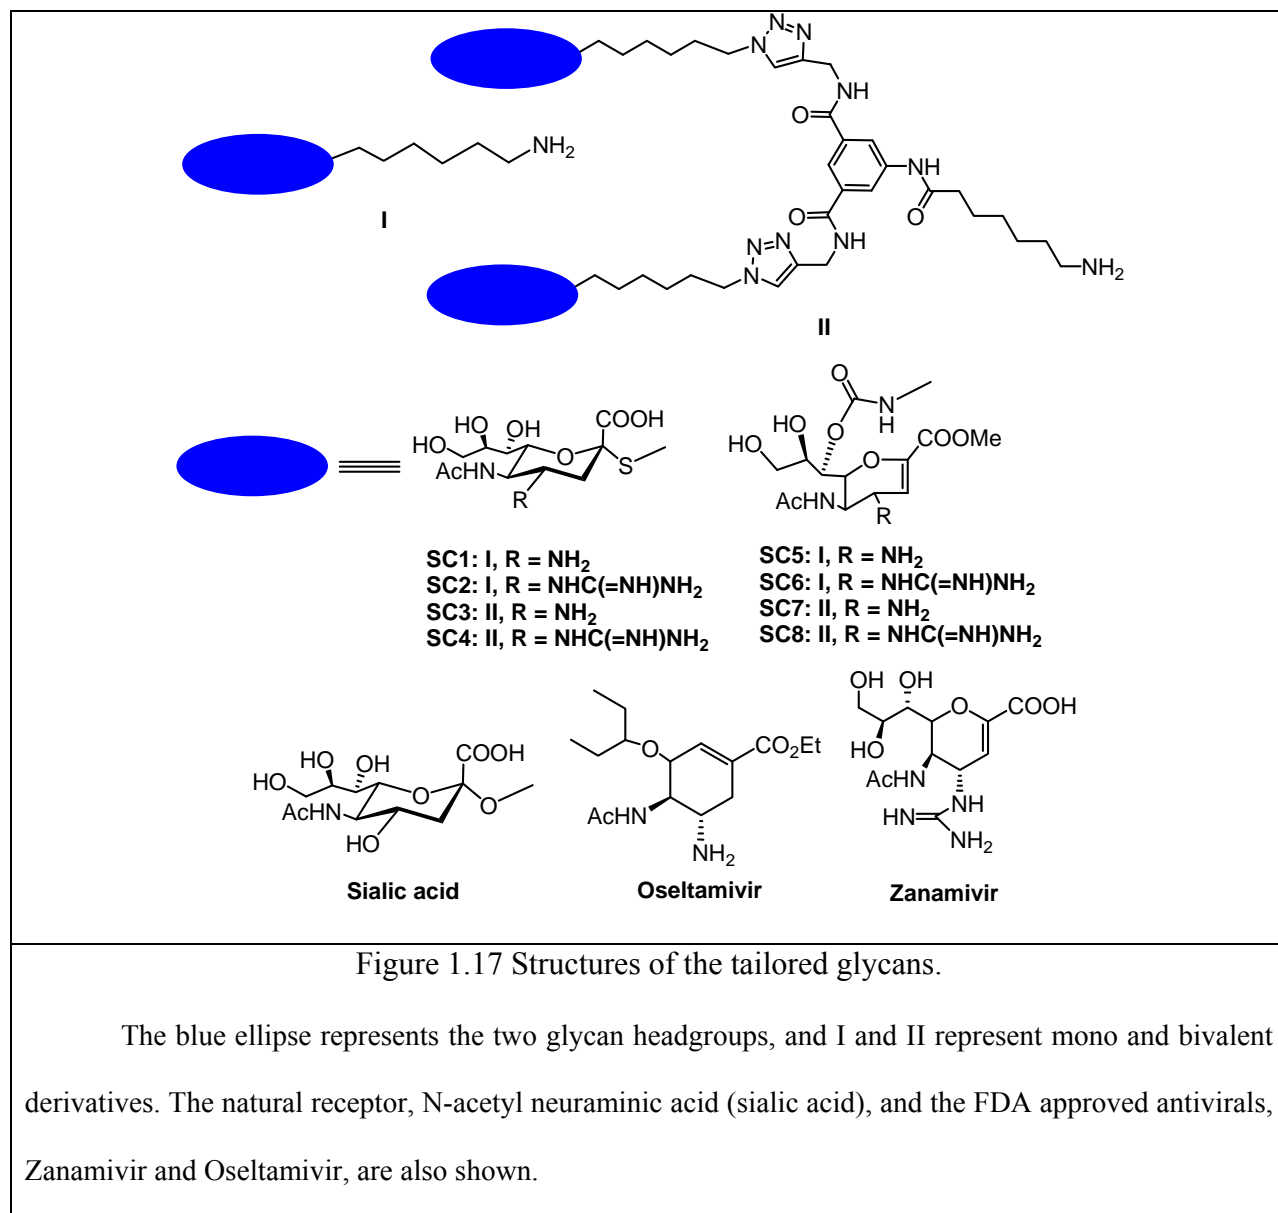 N
N
N
NH
O
NH2
I
NH
O
O
N
N
N
NH
NH2
II
O
N
H
O
HO
HO
HO OH COOH
O
S
AcHN
R
HO
HO
O
COOMe
AcHN
R
SC1: I, R = NH2
SC2: I, R = NHC(=NH)NH2
SC3: II, R = NH2
SC4: II, R = NHC(=NH)NH2
SC5: I, R = NH2
SC6: I, R = NHC(=NH)NH2
SC7: II, R = NH2
SC8: II, R = NHC(=NH)NH2
HO
HO OH COOH
O
O
AcHN
HO
Sialic acid
O
CO2Et
AcHN
NH2
Oseltamivir
OH OH
O
COOH
HO
AcHN
NH
HN
NH2
Zanamivir
Figure 1.17 Structures of the tailored glycans.
The blue ellipse represents the two glycan headgroups, and I and II represent mono and bivalent
derivatives. The natural receptor, N-acetyl neuraminic acid (sialic acid), and the FDA approved antivirals,
Zanamivir and Oseltamivir, are also shown.